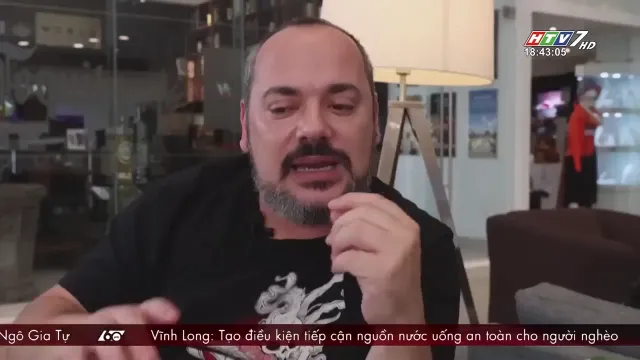 HTV7 HD
18:43:05
Ngô Gia Tự 60 Vĩnh Long: Tạo điều kiện tiếp cận nguồn nước uống an toàn cho người nghèo